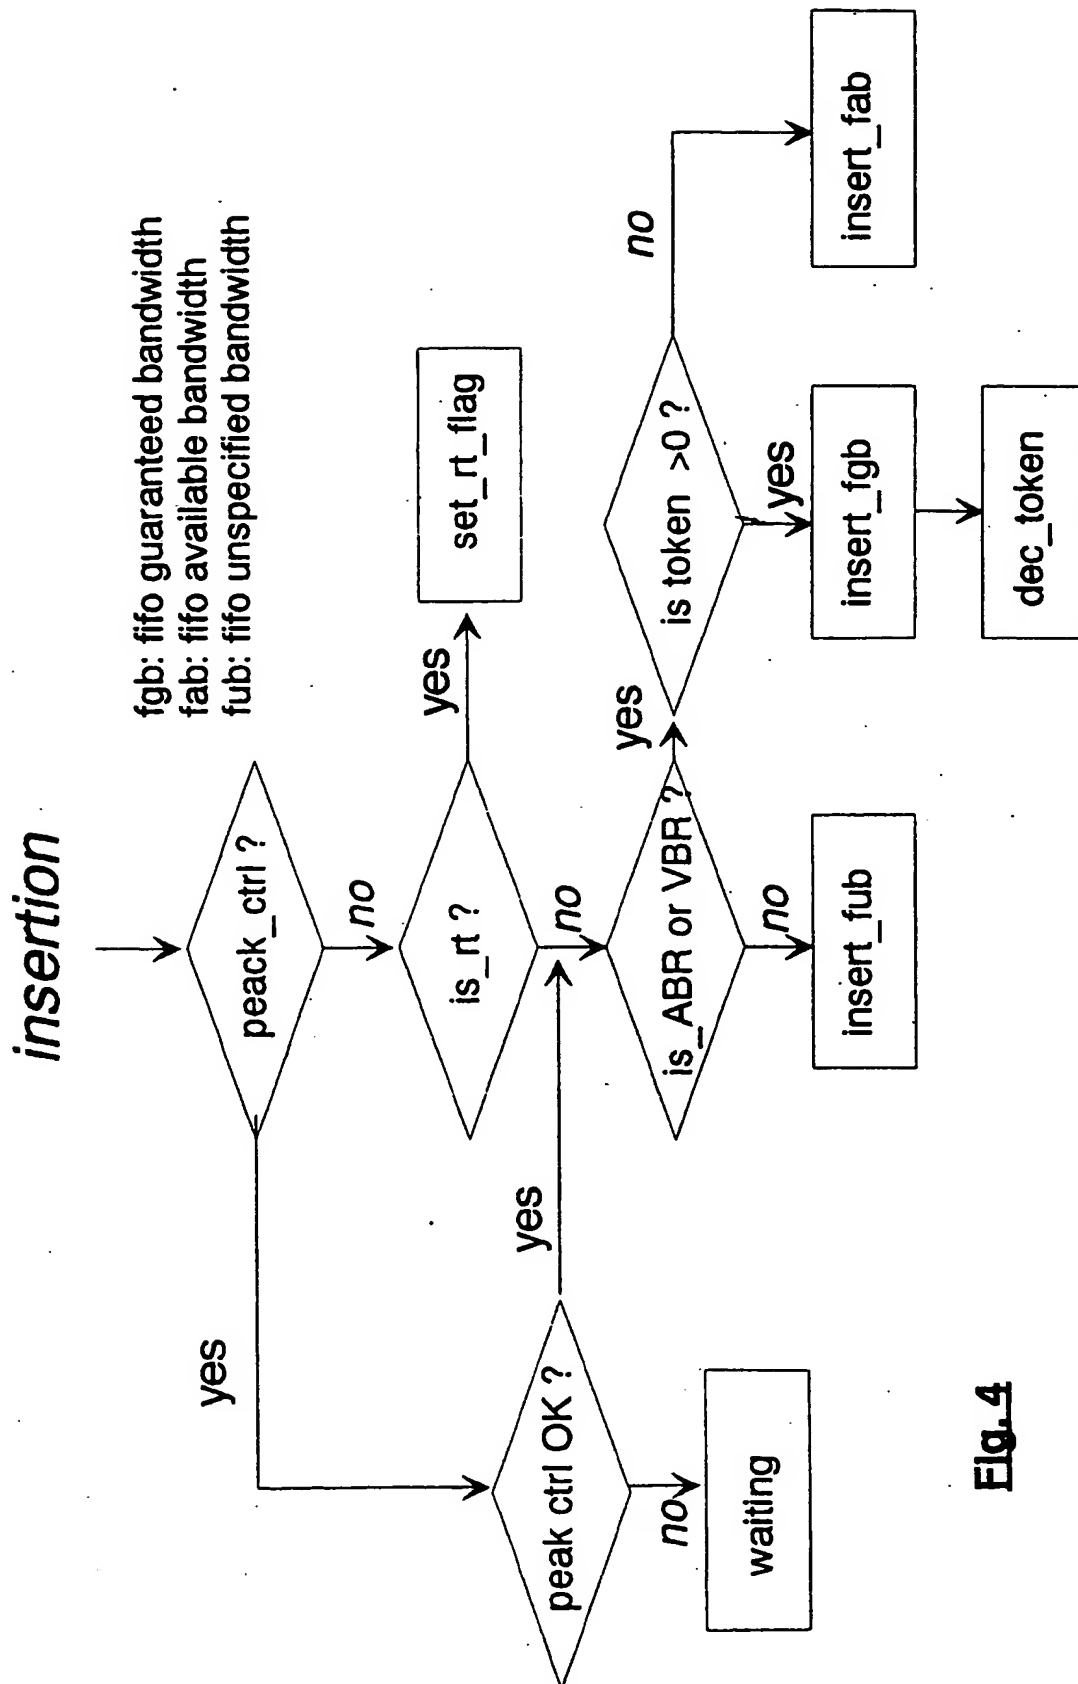 insertion
fgb: fifo guaranteed bandwidth
fab: fifo available bandwidth
fub: fifo unspecified bandwidth
peack_ctrl ?
yes
no
is_rt ?
yes
set_rt_flag
no
peak ctrl OK ?
yes
no
waiting
is_ABR or VBR ?
yes
no
insert_fub
is token >0 ?
no
yes
insert_fgb
insert_fab
dec_token
Fig. 4